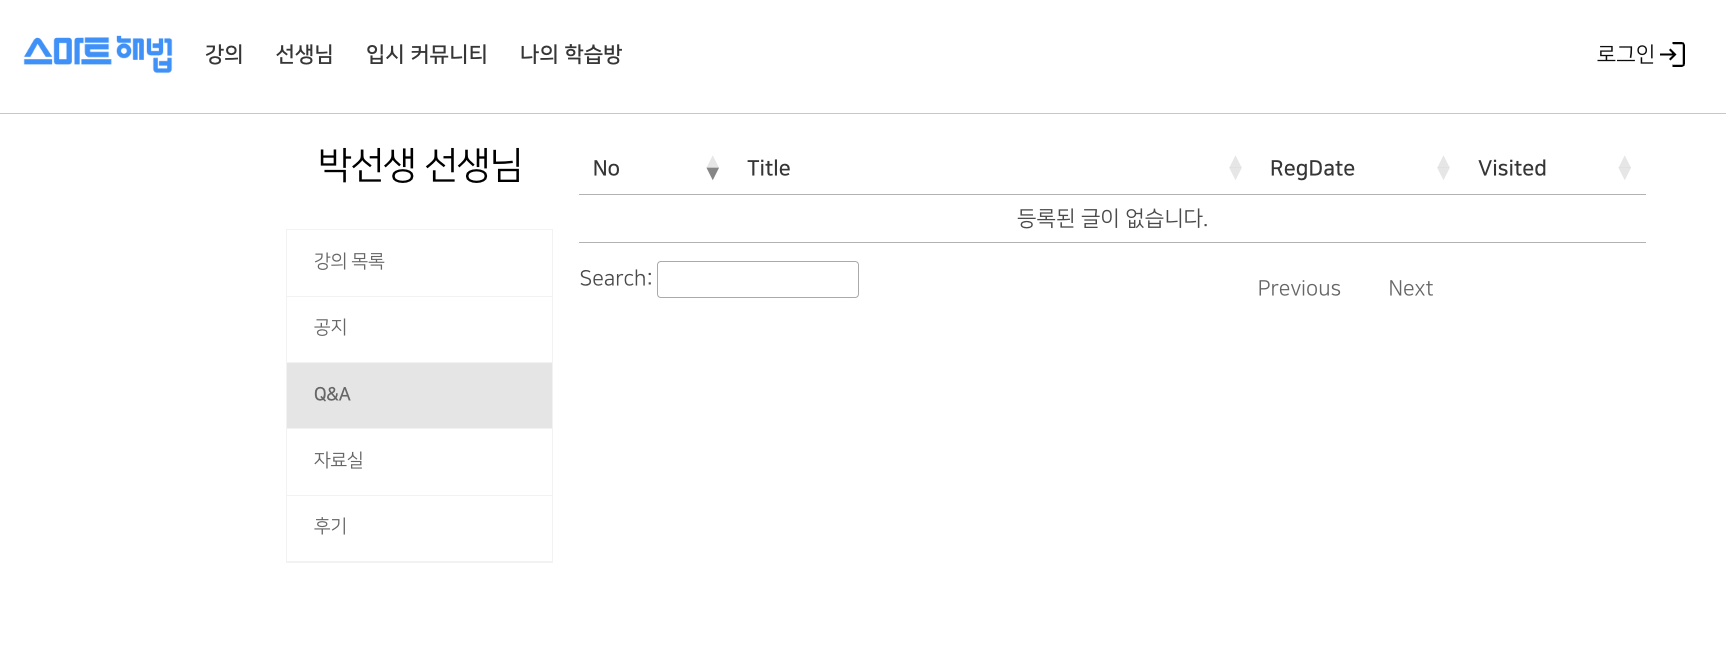 스마트해법 강의 선생님 입시 커뮤니티 나의 학습방 로그인
박선생 선생님
강의 목록
공지
Q&A
자료실
후기
No Title RegDate Visited
등록된 글이 없습니다.
Search: Previous Next